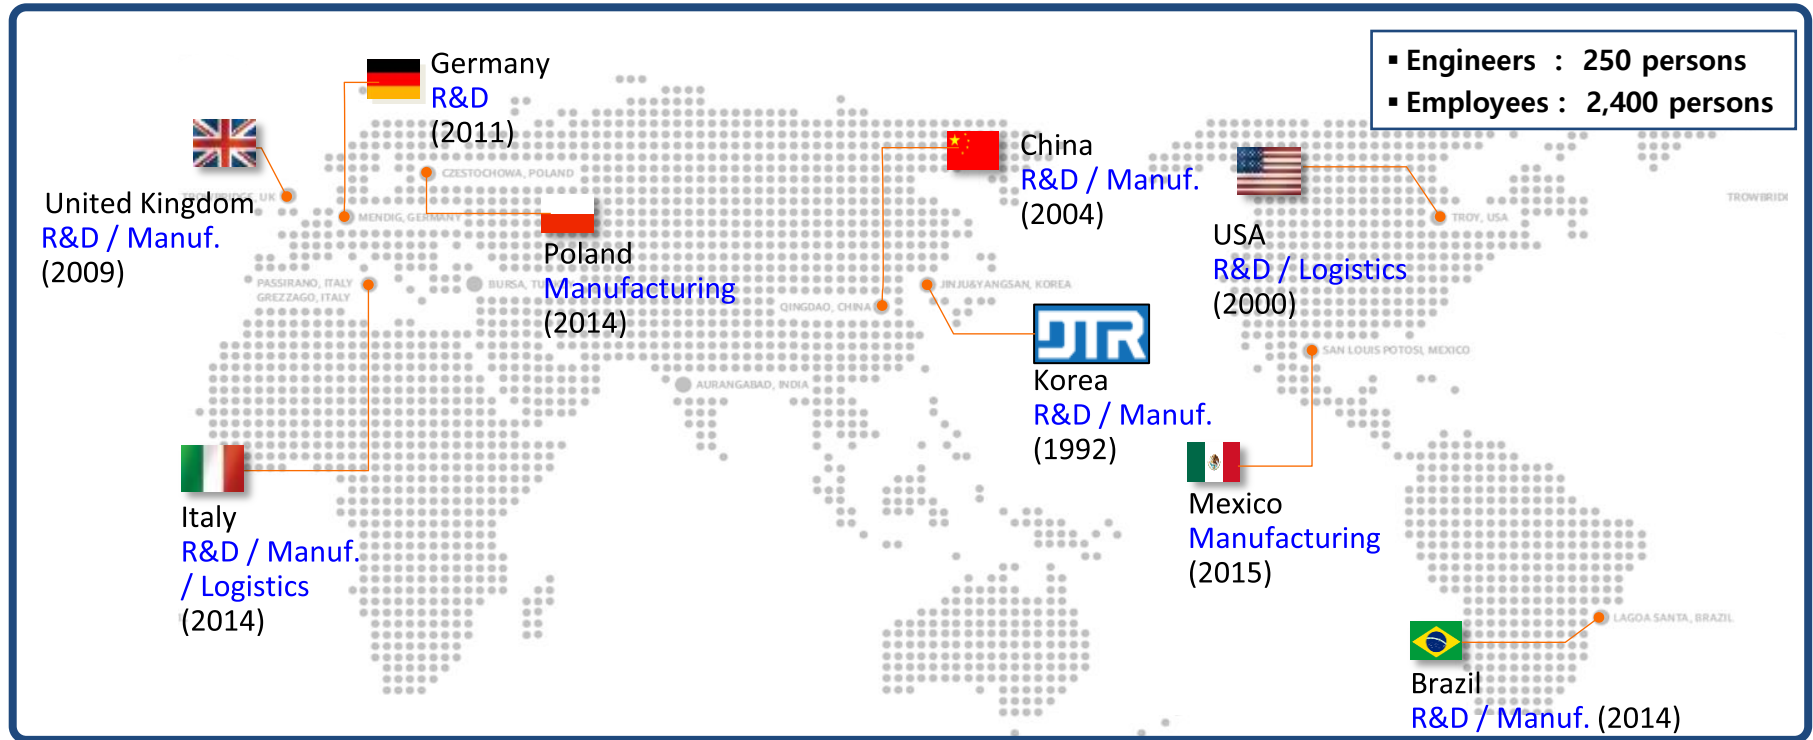 Germany
R&D
(2011)
▪ Engineers : 250 persons
▪ Employees : 2,400 persons
China
R&D / Manuf.
(2004)
CZESTOCHOWA, POLAND
United Kingdom
R&D / Manuf.
(2009)
UK
MENDIG, GERMANY
TROY, USA
Poland
Manufacturing
(2014)
USA
R&D / Logistics
(2000)
PASSIRANO, ITALY
GREZZAGO, ITALY
BURSA,
QINGDAO, CHINA
JINJU&YANGSAN, KOREA
DTR
Korea
R&D / Manuf.
(1992)
SAN LOUIS POTOSI, MEXICO
AURANGABAD, INDIA
Italy
R&D / Manuf.
/ Logistics
(2014)
Mexico
Manufacturing
(2015)
LAGOA SANTA, BRAZIL
Brazil
R&D / Manuf. (2014)